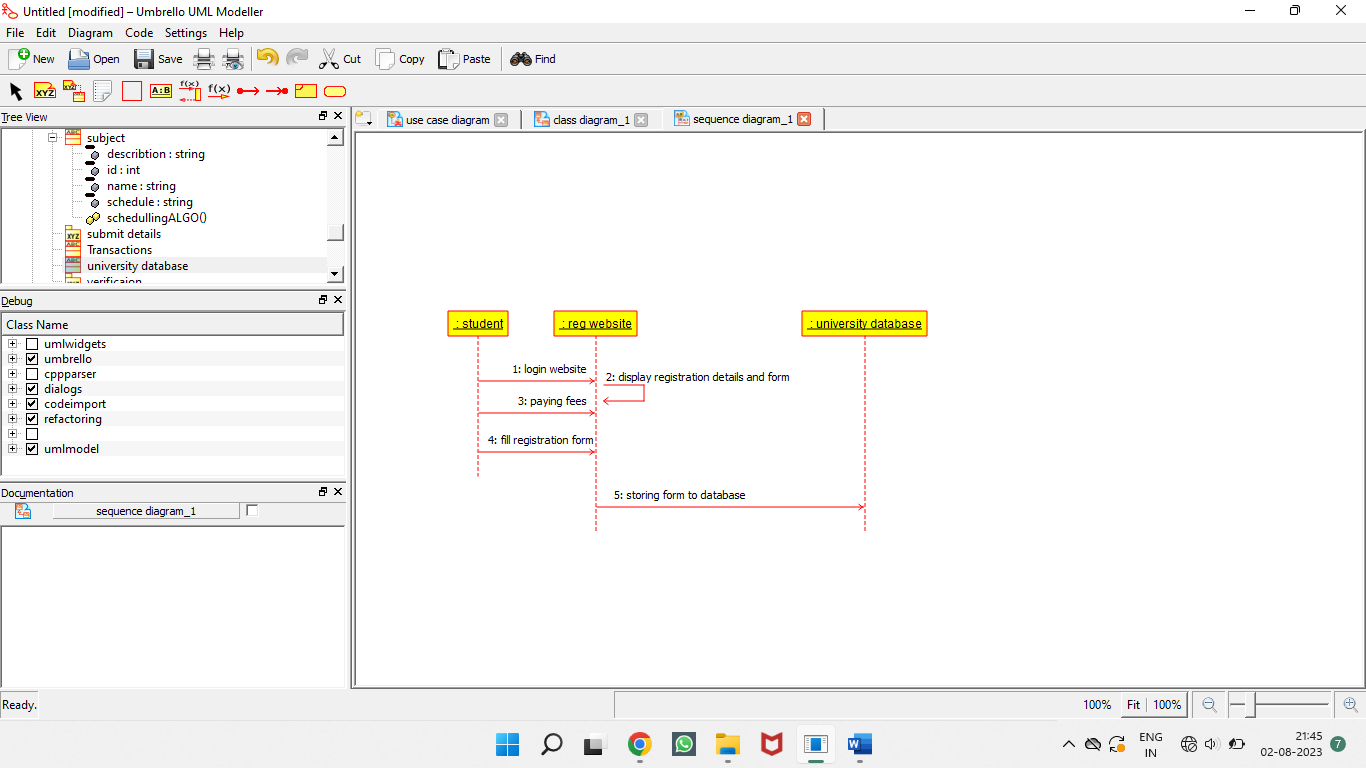 Untitled [modified] – Umbrello UML Modeller
File Edit Diagram Code Settings Help
New Open Save Cut Copy Paste Find
XYZ XYZ A:B f(x) f(x)
Tree View
use case diagram class diagram_1 sequence diagram_1
subject
describtion : string
id : int
name : string
schedule : string
schedullingALGO()
submit details
Transactions
university database
verificaion
Debug
Class Name
umlwidgets
umbrello
cppparser
dialogs
codeimport
refactoring
umlmodel
Documentation
sequence diagram_1
: student : reg website : university database
1: login website
2: display registration details and form
3: paying fees
4: fill registration form
5: storing form to database
Ready.
100% Fit 100%
ENG
IN
21:45
02-08-2023
7